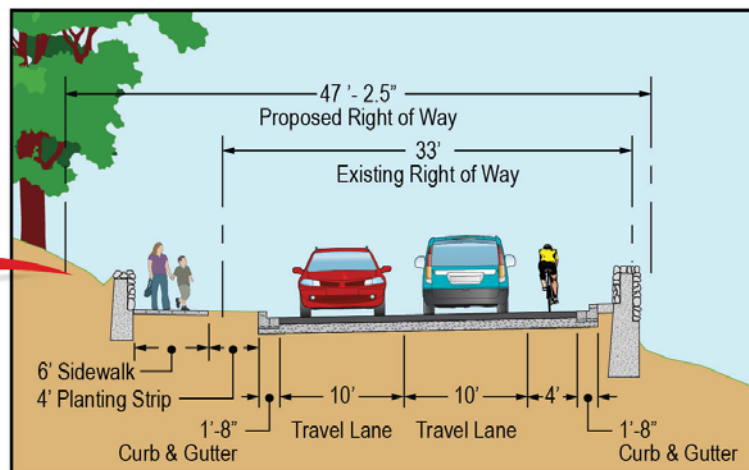 47 '- 2.5"
Proposed Right of Way
33'
Existing Right of Way
6' Sidewalk
4' Planting Strip
10'
10'
4'
1'-8"
Curb & Gutter
Travel Lane
Travel Lane
1'-8"
Curb & Gutter